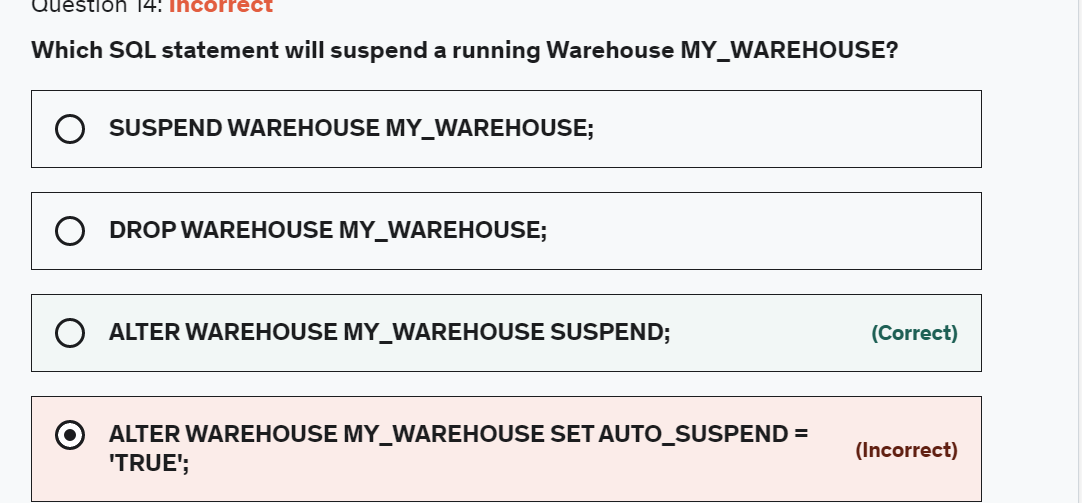 Question 14: Incorrect
Which SQL statement will suspend a running Warehouse MY_WAREHOUSE?
SUSPEND WAREHOUSE MY_WAREHOUSE;
DROP WAREHOUSE MY_WAREHOUSE;
ALTER WAREHOUSE MY_WAREHOUSE SUSPEND; (Correct)
ALTER WAREHOUSE MY_WAREHOUSE SET AUTO_SUSPEND =
(Incorrect)
'TRUE';